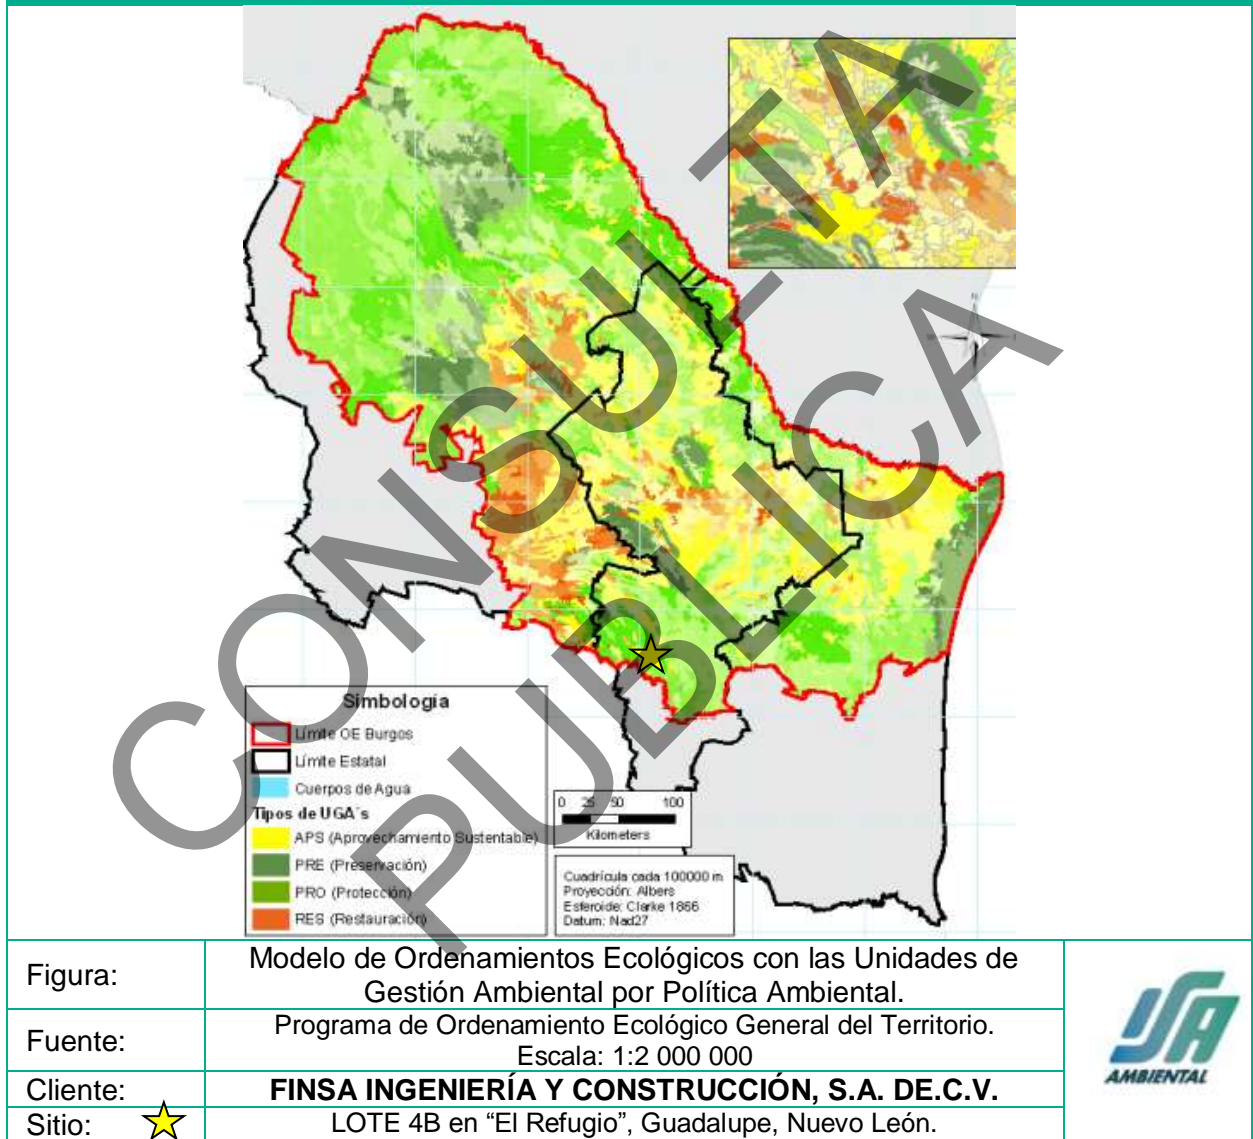 CONSULTA
PUBLICA
Simbología
Límite OE Burgos
Límite Estatal
Cuerpos de Agua
Tipos de UGA´s
APS (Aprovechamiento Sustentable)
PRE (Preservación)
PRO (Protección)
RES (Restauración)
0 25 50 100
Kilometers
Cuadrícula cada 100000 m
Proyección: Albers
Esferoide: Clarke 1866
Datum: Nad27
Figura:
Modelo de Ordenamientos Ecológicos con las Unidades de
Gestión Ambiental por Política Ambiental.
Fuente:
Programa de Ordenamiento Ecológico General del Territorio.
Escala: 1:2 000 000
Cliente:
FINSA INGENIERÍA Y CONSTRUCCIÓN, S.A. DE.C.V.
Sitio:
LOTE 4B en “El Refugio”, Guadalupe, Nuevo León.
ISA
AMBIENTAL